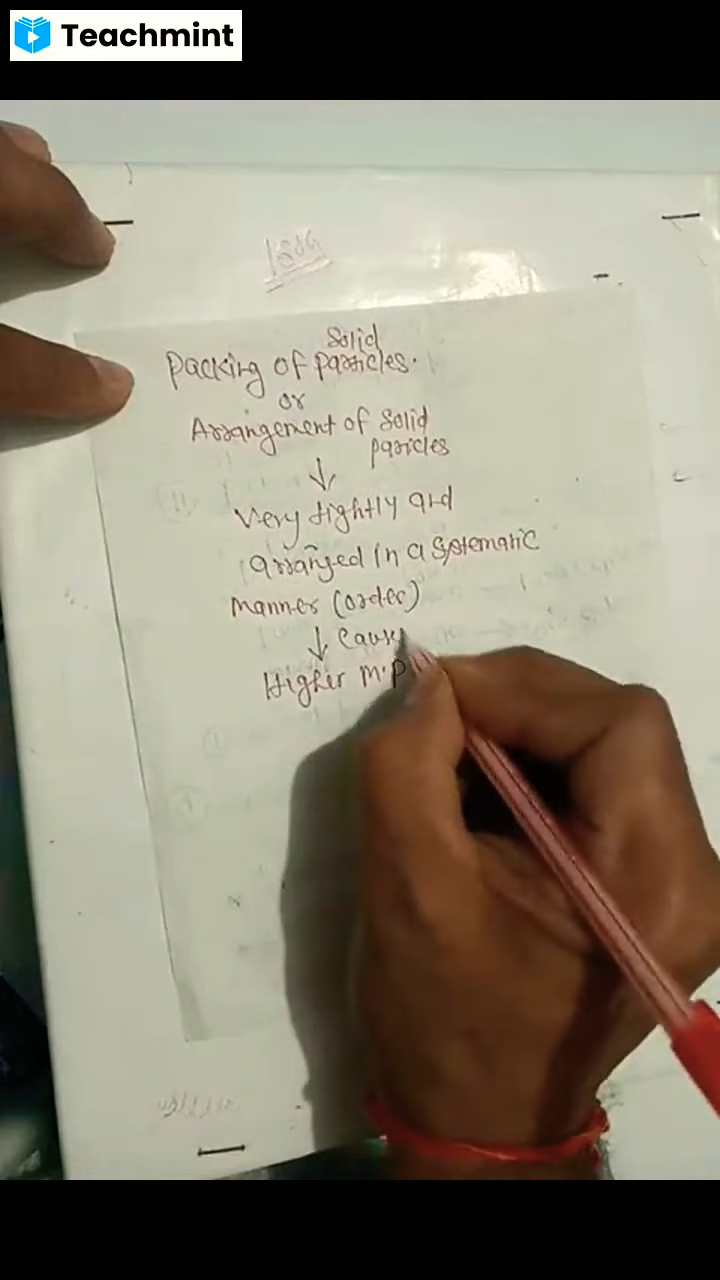 Teachmint
Solid
Packing of particles.
or
Arrangement of solid
paricles
Very tightly and
arranged in a systematic
manner (order)
Cause
Higher M.P